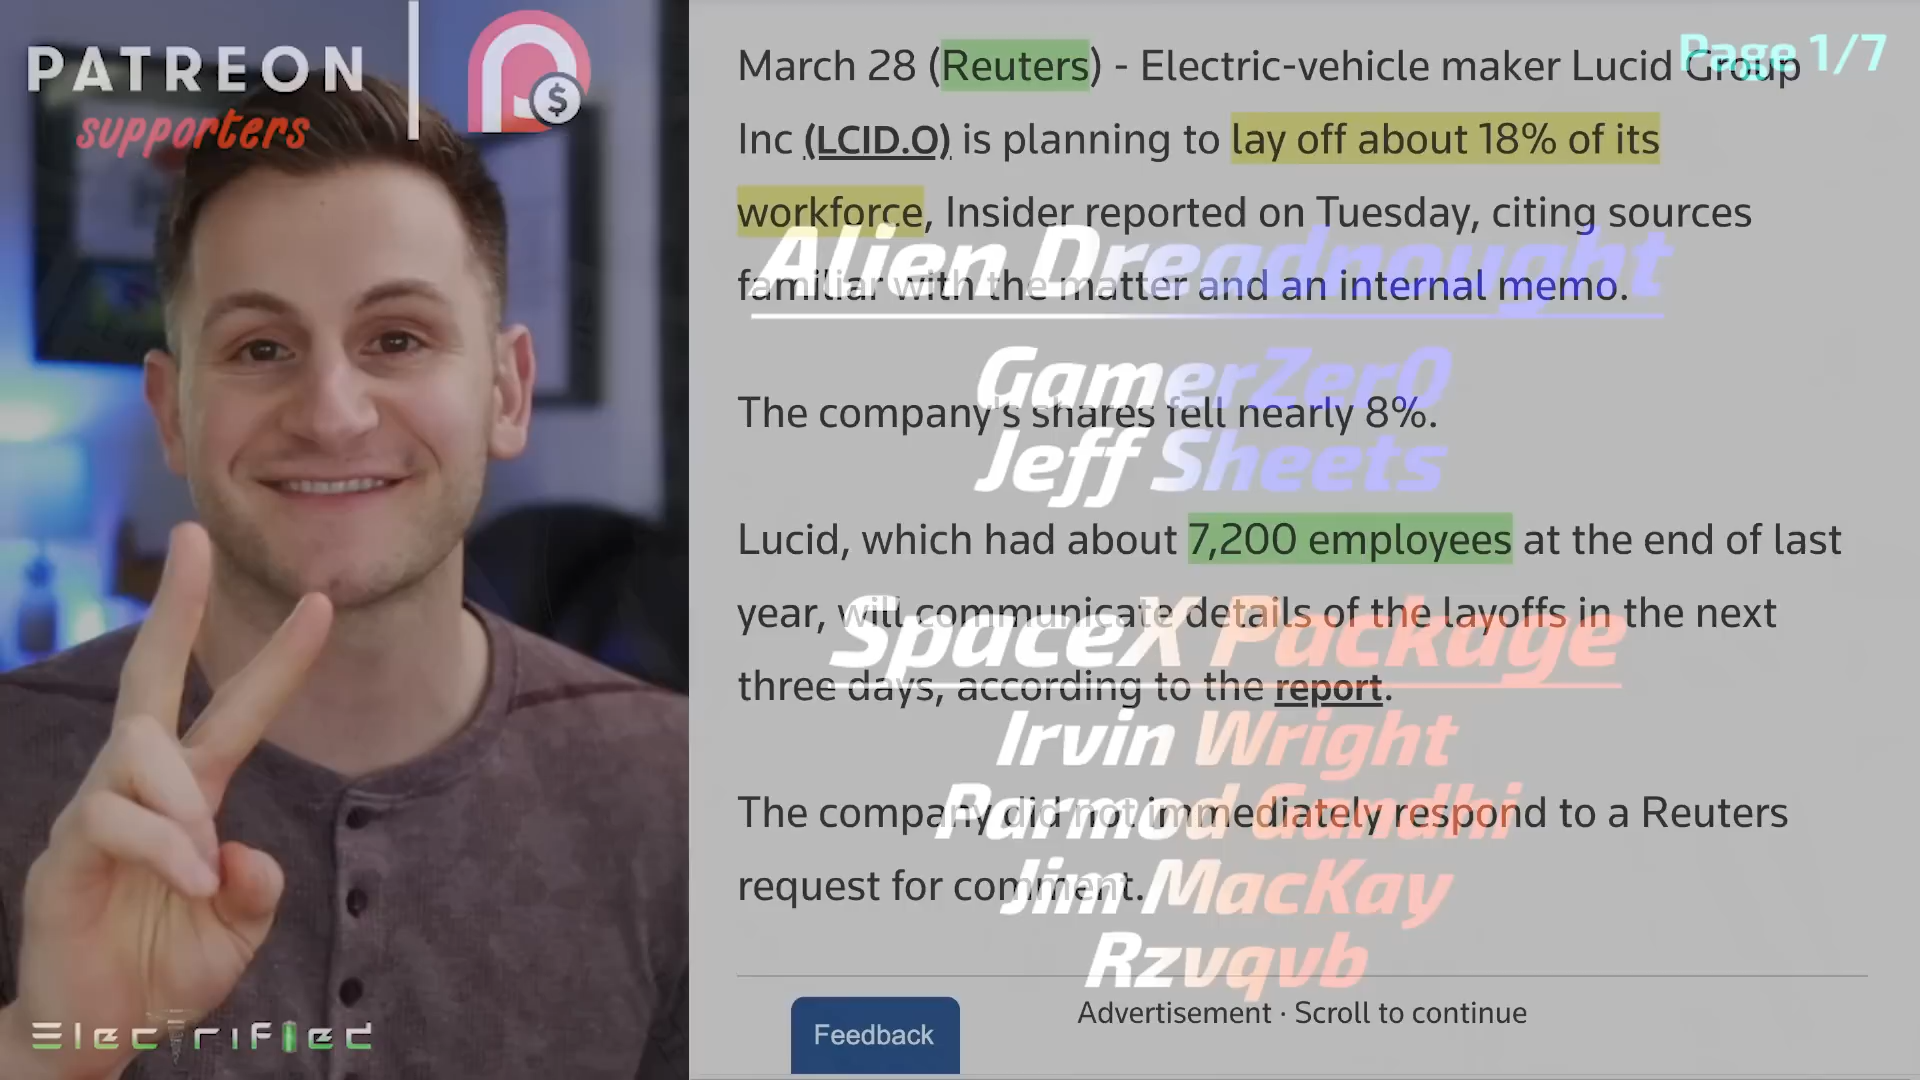 PATREON
supporters
$
Page 1/7
March 28 (Reuters) - Electric-vehicle maker Lucid Group
Inc (LCID.O) is planning to lay off about 18% of its
workforce, Insider reported on Tuesday, citing sources
familiar with the matter and an internal memo.
The company's shares fell nearly 8%.
Lucid, which had about 7,200 employees at the end of last
year, will communicate details of the layoffs in the next
three days, according to the report.
The company did not immediately respond to a Reuters
request for comment.
Advertisement · Scroll to continue
Feedback
Alien Dreadnought
GamerZer0
Jeff Sheets
SpaceX Package
Irvin Wright
Parmod Gandhi
Jim MacKay
Rzvqvb
Electrified